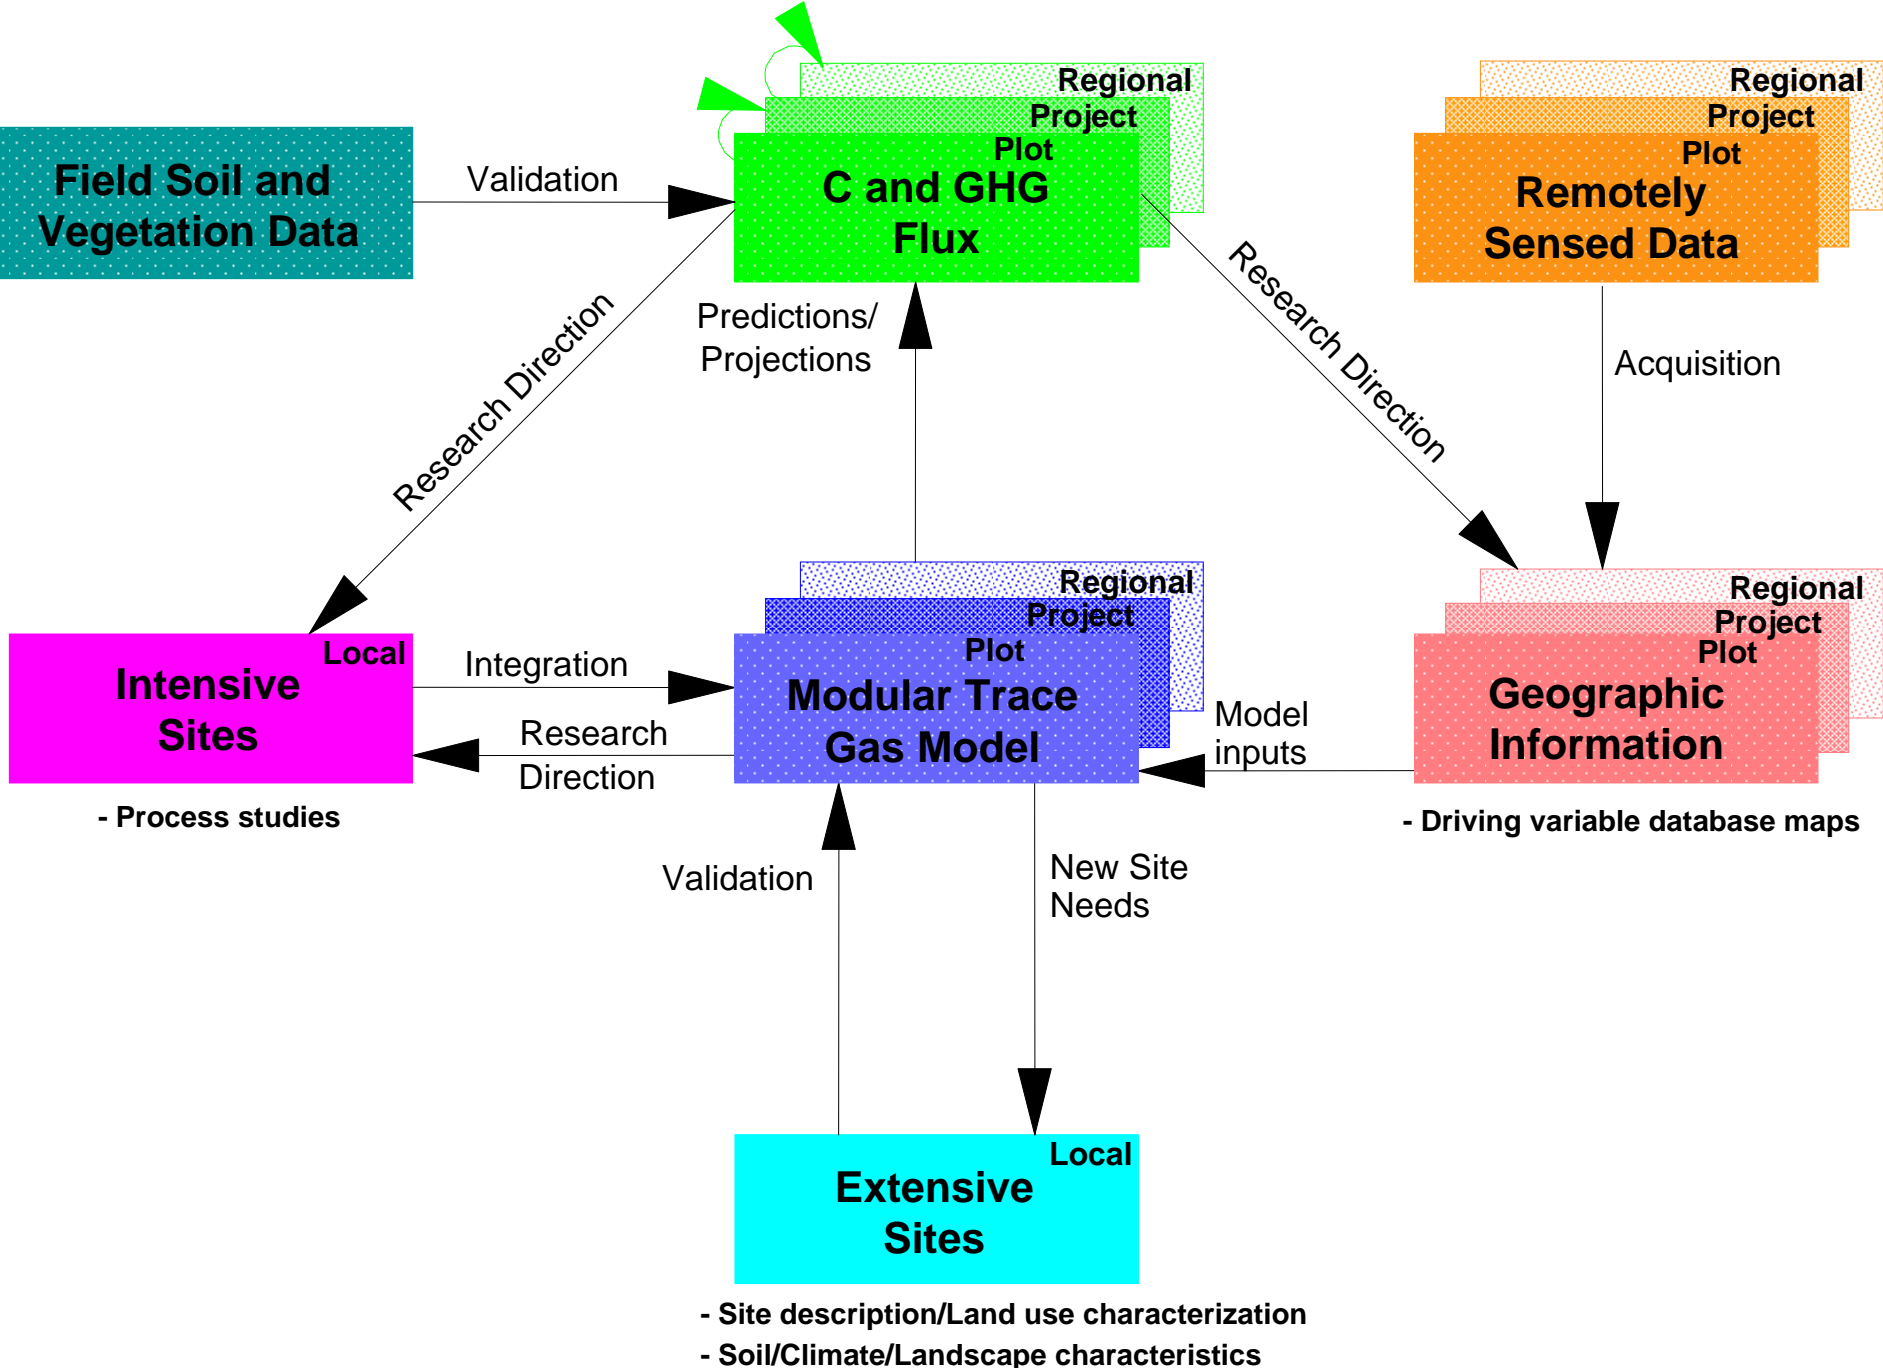 Regional
Project
Plot
C and GHG
Flux
Regional
Project
Plot
Remotely
Sensed Data
Field Soil and
Vegetation Data
Validation
Research Direction
Predictions/
Projections
Research Direction
Acquisition
Local
Intensive
Sites
- Process studies
Integration
Research
Direction
Regional
Project
Plot
Modular Trace
Gas Model
Model
inputs
Regional
Project
Plot
Geographic
Information
- Driving variable database maps
Validation
New Site
Needs
Local
Extensive
Sites
- Site description/Land use characterization
- Soil/Climate/Landscape characteristics